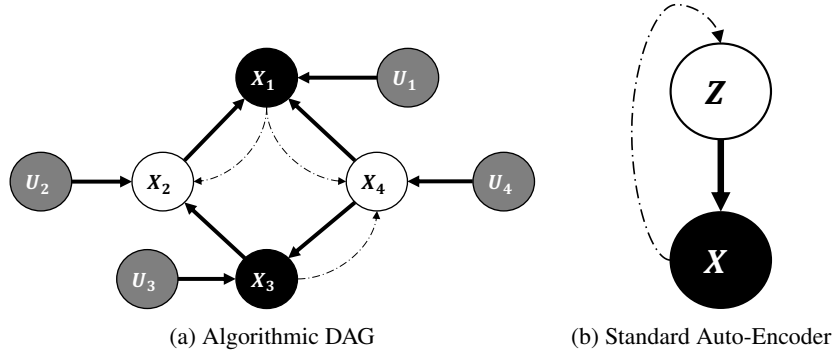 X₁
U₁
U₂
X₂
X₄
U₄
U₃
X₃
Z
X
(a) Algorithmic DAG
(b) Standard Auto-Encoder